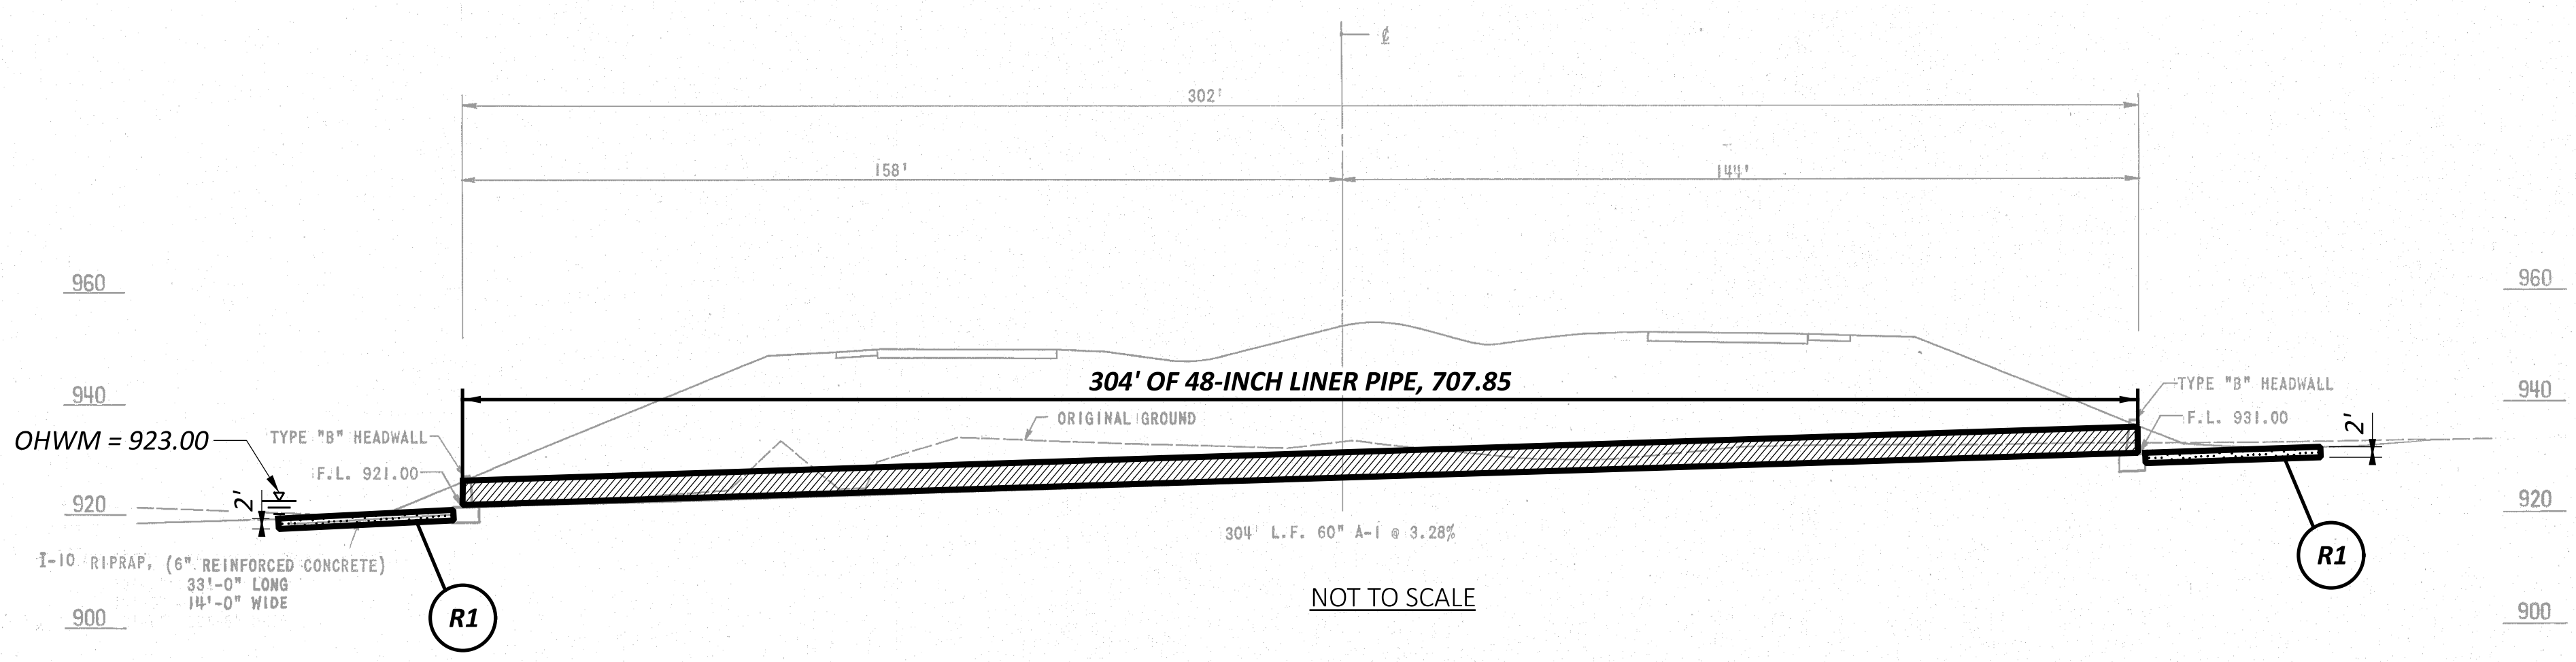 ℄
302'
158'
144'
960
960
304' OF 48-INCH LINER PIPE, 707.85
940
940
TYPE "B" HEADWALL
F.L. 931.00
2'
ORIGINAL GROUND
OHWM = 923.00
TYPE "B" HEADWALL
F.L. 921.00
920
920
2'
304' L.F. 60" A-1 @ 3.28%
I-10 RIPRAP, (6" REINFORCED CONCRETE)
33'-0" LONG
14'-0" WIDE
R1
R1
NOT TO SCALE
900
900